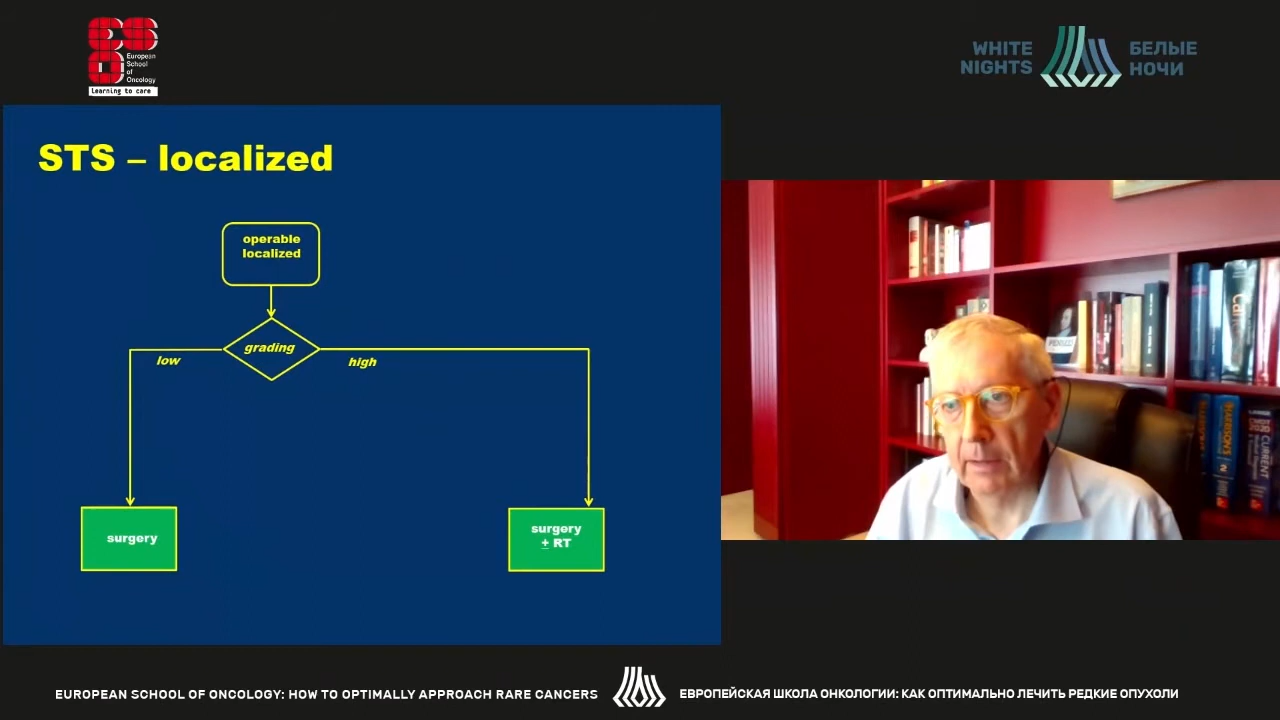 European
School
of
Oncology
Learning to care
WHITE
NIGHTS
БЕЛЫЕ
НОЧИ
STS – localized
operable
localized
grading
low
high
surgery
surgery
± RT
HARRISON'S
CURRENT
EUROPEAN SCHOOL OF ONCOLOGY: HOW TO OPTIMALLY APPROACH RARE CANCERS
ЕВРОПЕЙСКАЯ ШКОЛА ОНКОЛОГИИ: КАК ОПТИМАЛЬНО ЛЕЧИТЬ РЕДКИЕ ОПУХОЛИ